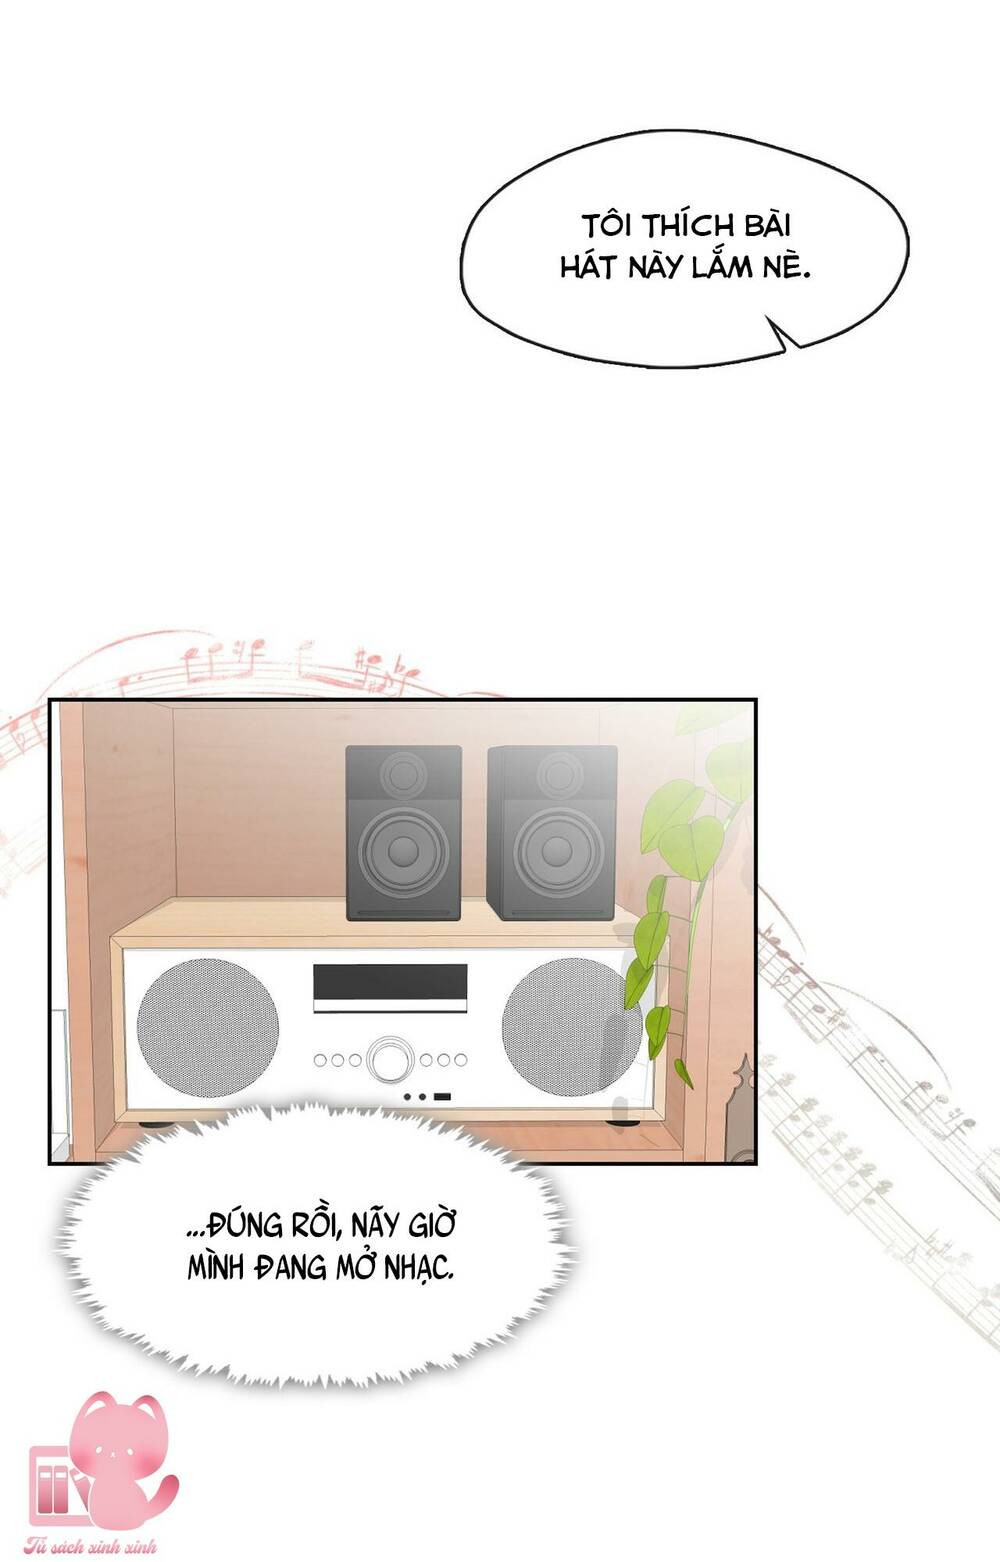 TÔI THÍCH BÀI
HÁT NÀY LẮM NÈ.
...ĐÚNG RỒI, NÃY GIỜ
MÌNH ĐANG MỞ NHẠC.
Tủ sách xinh xinh